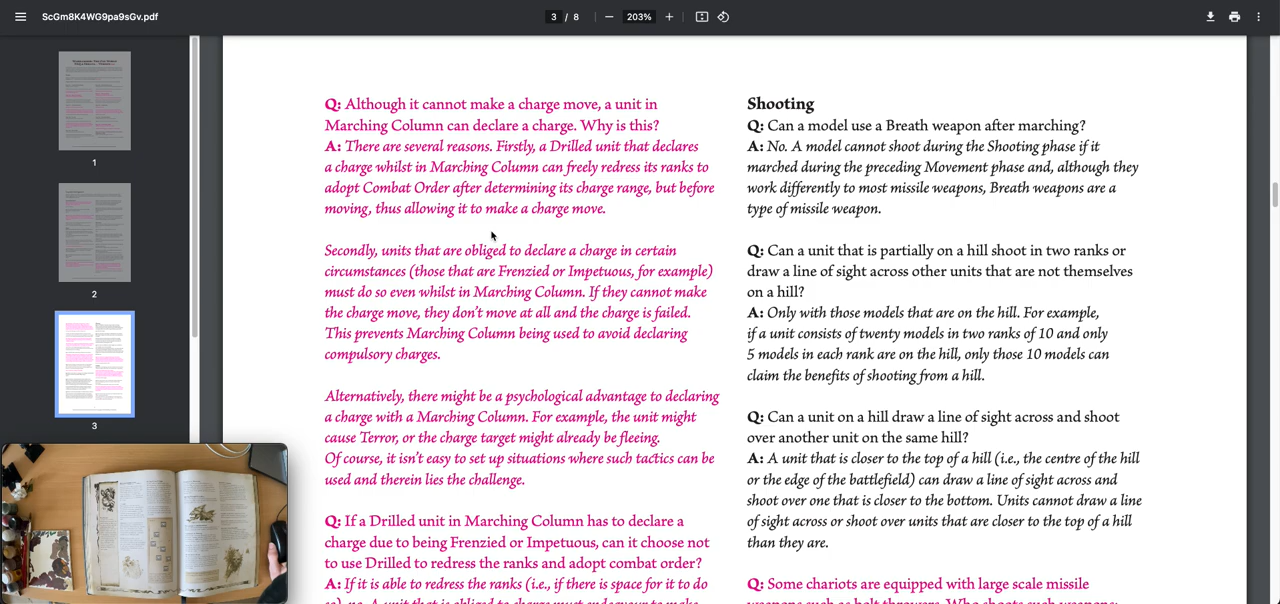 ScGm8K4WG9pa9sGv.pdf
3 / 8
203%
1
2
3
Q: Although it cannot make a charge move, a unit in
Marching Column can declare a charge. Why is this?
A: There are several reasons. Firstly, a Drilled unit that declares
a charge whilst in Marching Column can freely redress its ranks to
adopt Combat Order after determining its charge range, but before
moving, thus allowing it to make a charge move.
Secondly, units that are obliged to declare a charge in certain
circumstances (those that are Frenzied or Impetuous, for example)
must do so even whilst in Marching Column. If they cannot make
the charge move, they don't move at all and the charge is failed.
This prevents Marching Column being used to avoid declaring
compulsory charges.
Alternatively, there might be a psychological advantage to declaring
a charge with a Marching Column. For example, the unit might
cause Terror, or the charge target might already be fleeing.
Of course, it isn't easy to set up situations where such tactics can be
used and therein lies the challenge.
Q: If a Drilled unit in Marching Column has to declare a
charge due to being Frenzied or Impetuous, can it choose not
to use Drilled to redress the ranks and adopt combat order?
A: If it is able to redress the ranks (i.e., if there is space for it to do
so), no. A unit that is obliged to charge must endeavour to make
Shooting
Q: Can a model use a Breath weapon after marching?
A: No. A model cannot shoot during the Shooting phase if it
marched during the preceding Movement phase and, although they
work differently to most missile weapons, Breath weapons are a
type of missile weapon.
Q: Can a unit that is partially on a hill shoot in two ranks or
draw a line of sight across other units that are not themselves
on a hill?
A: Only with those models that are on the hill. For example,
if a unit consists of twenty models in two ranks of 10 and only
5 models in each rank are on the hill, only those 10 models can
claim the benefits of shooting from a hill.
Q: Can a unit on a hill draw a line of sight across and shoot
over another unit on the same hill?
A: A unit that is closer to the top of a hill (i.e., the centre of the hill
or the edge of the battlefield) can draw a line of sight across and
shoot over one that is closer to the bottom. Units cannot draw a line
of sight across or shoot over units that are closer to the top of a hill
than they are.
Q: Some chariots are equipped with large scale missile
weapons such as bolt throwers. Who shoots such weapons: